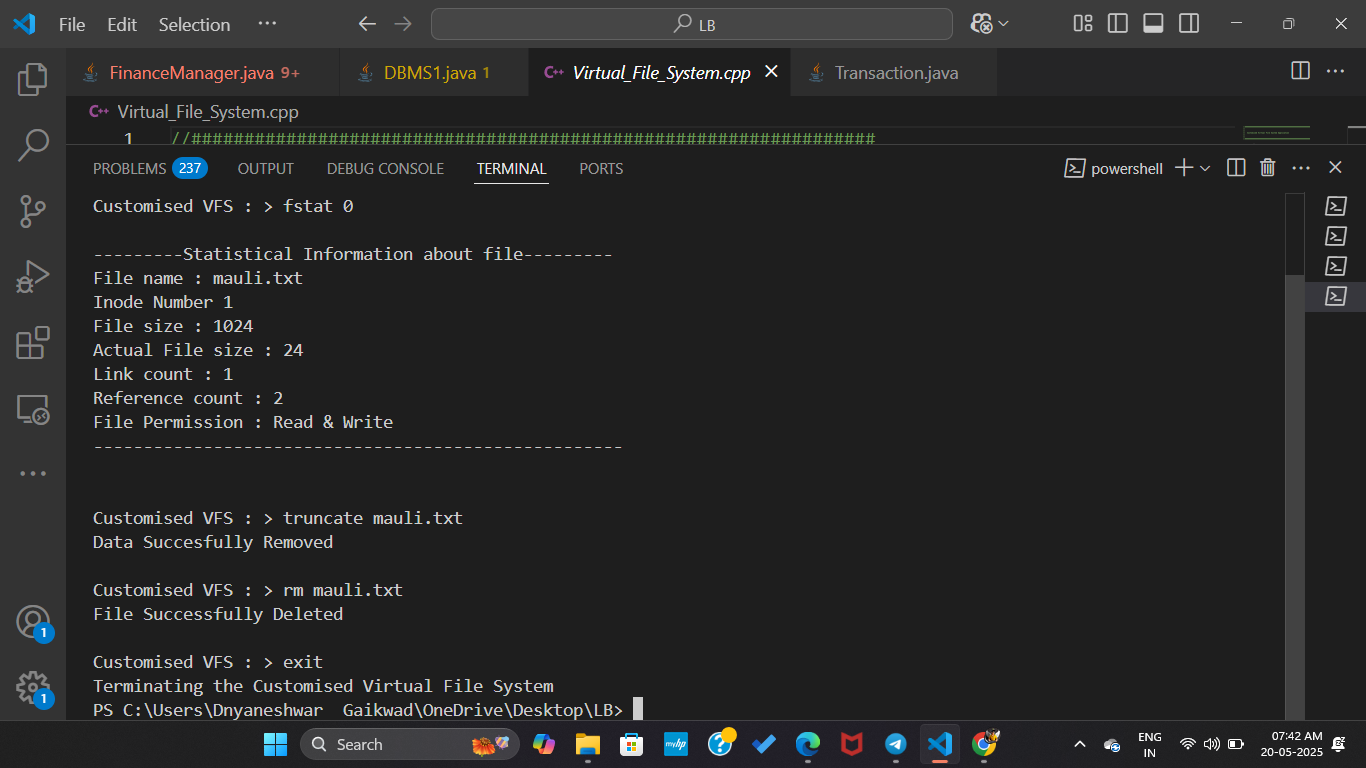 File Edit Selection ···
LB
FinanceManager.java 9+ DBMS1.java 1 Virtual_File_System.cpp Transaction.java
Virtual_File_System.cpp
1 //#################################################################
PROBLEMS 237 OUTPUT DEBUG CONSOLE TERMINAL PORTS powershell
Customised VFS : > fstat 0
---------Statistical Information about file---------
File name : mauli.txt
Inode Number 1
File size : 1024
Actual File size : 24
Link count : 1
Reference count : 2
File Permission : Read & Write
-----------------------------------------------------
Customised VFS : > truncate mauli.txt
Data Succesfully Removed
Customised VFS : > rm mauli.txt
File Successfully Deleted
Customised VFS : > exit
Terminating the Customised Virtual File System
PS C:\Users\Dnyaneshwar  Gaikwad\OneDrive\Desktop\LB>
1
1
Search
myhp
ENG
IN
07:42 AM
20-05-2025